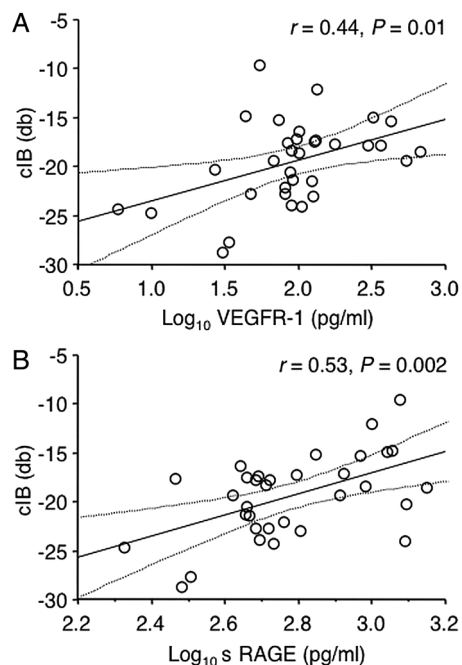 A
r = 0.44, P = 0.01
cIB (db)
-5
-10
-15
-20
-25
-30
0.5 1.0 1.5 2.0 2.5 3.0
Log₁₀ VEGFR-1 (pg/ml)
B
r = 0.53, P = 0.002
cIB (db)
-5
-10
-15
-20
-25
-30
2.2 2.4 2.6 2.8 3.0 3.2
Log₁₀ s RAGE (pg/ml)